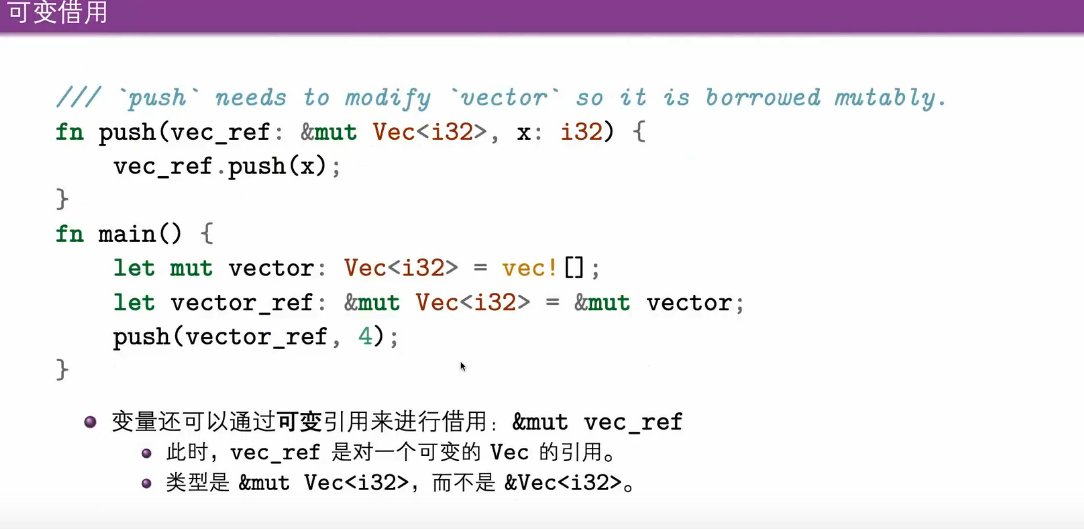 可变借用
/// `push` needs to modify `vector` so it is borrowed mutably.
fn push(vec_ref: &mut Vec<i32>, x: i32) {
    vec_ref.push(x);
}
fn main() {
    let mut vector: Vec<i32> = vec![];
    let vector_ref: &mut Vec<i32> = &mut vector;
    push(vector_ref, 4);
}
变量还可以通过可变引用来进行借用：&mut vec_ref
此时，vec_ref 是对一个可变的 Vec 的引用。
类型是 &mut Vec<i32>，而不是 &Vec<i32>。